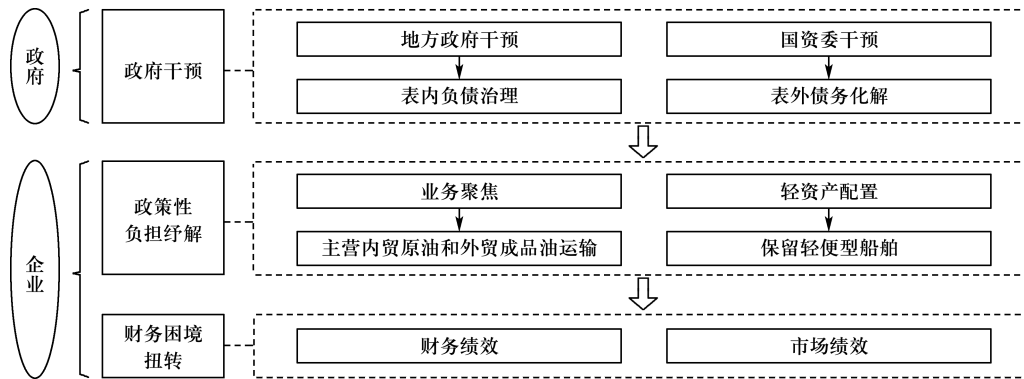 政府
政府干预
地方政府干预
国资委干预
表内负债治理
表外债务化解
企业
政策性
负担纾解
业务聚焦
轻资产配置
主营内贸原油和外贸成品油运输
保留轻便型船舶
财务困境
扭转
财务绩效
市场绩效